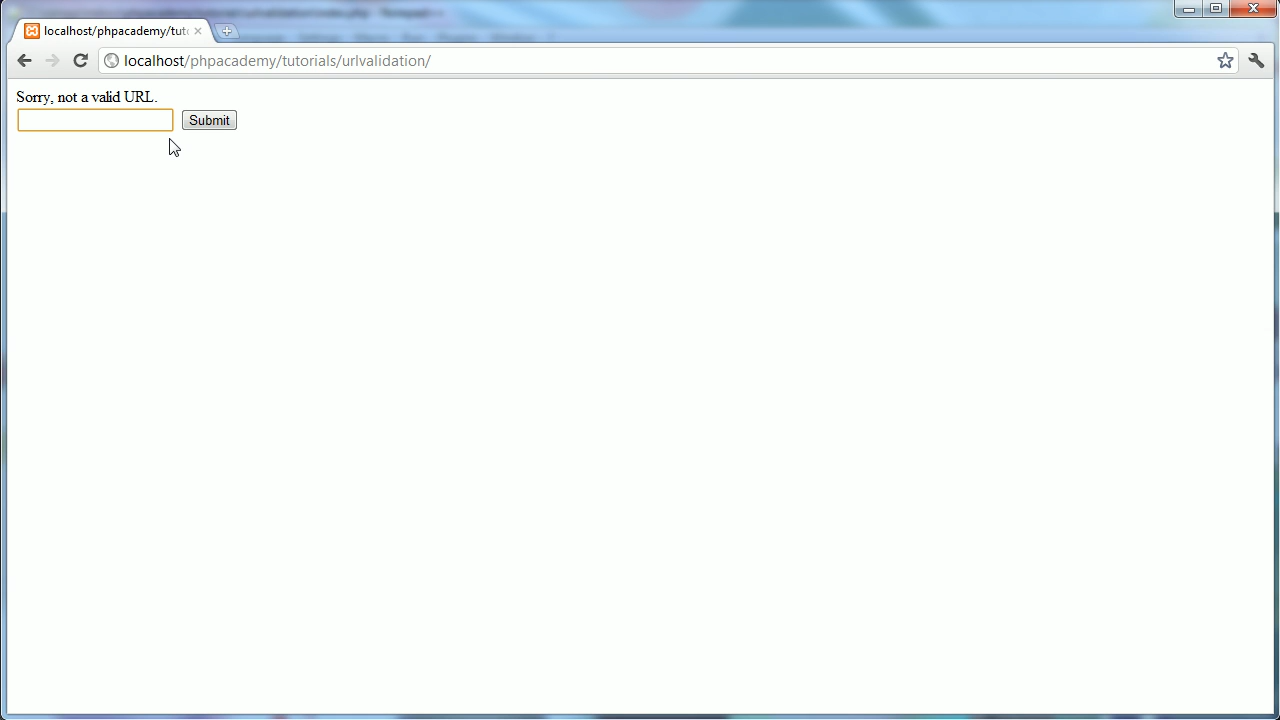 localhost/phpacademy/tut
localhost/phpacademy/tutorials/urlvalidation/
Sorry, not a valid URL.
Submit